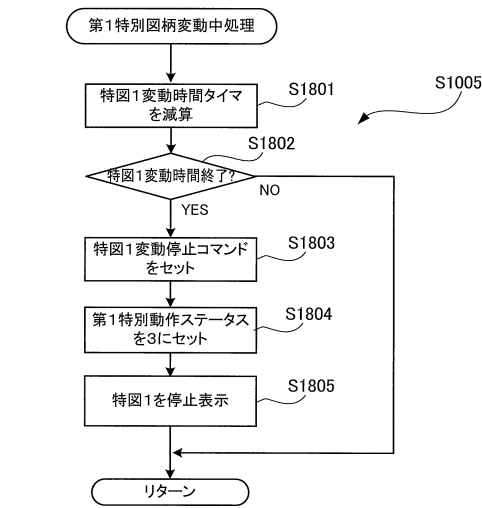 第1特別図柄変動中処理
S1005
特図1変動時間タイマ
を減算
S1801
特図1変動時間終了?
S1802
NO
YES
特図1変動停止コマンド
をセット
S1803
第1特別動作ステータス
を3にセット
S1804
特図1を停止表示
S1805
リターン